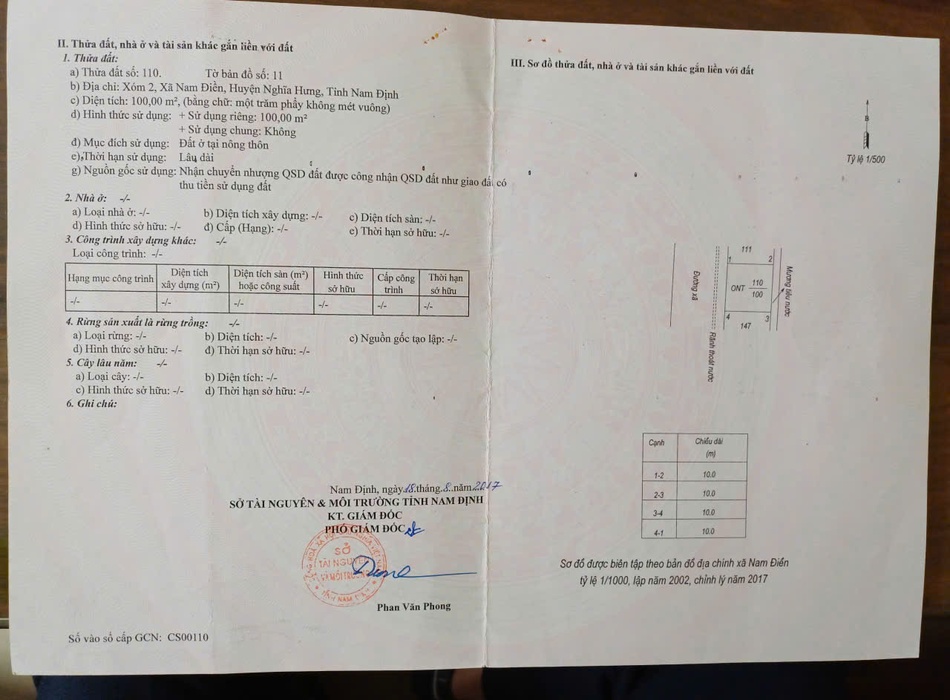 II. Thửa đất, nhà ở và tài sản khác gắn liền với đất
1. Thửa đất:
a) Thửa đất số: 110. Tờ bản đồ số: 11
b) Địa chỉ: Xóm 2, Xã Nam Điền, Huyện Nghĩa Hưng, Tỉnh Nam Định
c) Diện tích: 100,00 m², (bằng chữ: một trăm phẩy không mét vuông)
d) Hình thức sử dụng: + Sử dụng riêng: 100,00 m²
+ Sử dụng chung: Không
đ) Mục đích sử dụng: Đất ở tại nông thôn
e) Thời hạn sử dụng: Lâu dài
g) Nguồn gốc sử dụng: Nhận chuyển nhượng QSD đất được công nhận QSD đất như giao đất có
thu tiền sử dụng đất
2. Nhà ở: -/-
a) Loại nhà ở: -/- b) Diện tích xây dựng: -/- c) Diện tích sàn: -/-
d) Hình thức sở hữu: -/- đ) Cấp (Hạng): -/- e) Thời hạn sở hữu: -/-
3. Công trình xây dựng khác: -/-
Loại công trình: -/-
Hạng mục công trình Diện tích xây dựng (m²) Diện tích sàn (m²) hoặc công suất Hình thức sở hữu Cấp công trình Thời hạn sở hữu
-/- -/- -/- -/- -/- -/-
4. Rừng sản xuất là rừng trồng: -/-
a) Loại rừng: -/- b) Diện tích: -/- c) Nguồn gốc tạo lập: -/-
d) Hình thức sở hữu: -/- đ) Thời hạn sở hữu: -/-
5. Cây lâu năm: -/-
a) Loại cây: -/- b) Diện tích: -/-
c) Hình thức sở hữu: -/- d) Thời hạn sở hữu: -/-
6. Ghi chú:
Nam Định, ngày 18 tháng 8 năm 2017
SỞ TÀI NGUYÊN & MÔI TRƯỜNG TỈNH NAM ĐỊNH
KT. GIÁM ĐỐC
PHÓ GIÁM ĐỐC
SỞ
TÀI NGUYÊN
VÀ MÔI TRƯỜNG
Phan Văn Phong
Số vào sổ cấp GCN: CS00110
III. Sơ đồ thửa đất, nhà ở và tài sản khác gắn liền với đất
B
Tỷ lệ 1/500
111
1 2
Đường xã
ONT 110
100
Mương tiêu nước
4 3
147
Rãnh thoát nước
Cạnh Chiều dài
(m)
1-2 10.0
2-3 10.0
3-4 10.0
4-1 10.0
Sơ đồ được biên tập theo bản đồ địa chính xã Nam Điền
tỷ lệ 1/1000, lập năm 2002, chỉnh lý năm 2017